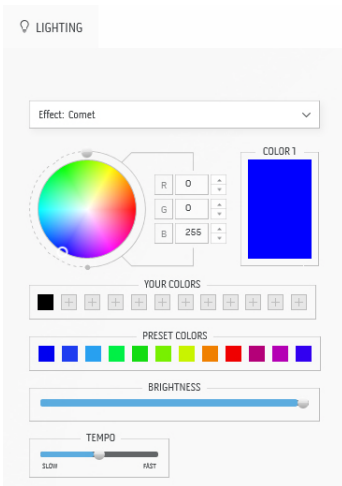 LIGHTING
Effect: Comet
COLOR 1
R 0
G 0
B 255
YOUR COLORS
PRESET COLORS
BRIGHTNESS
TEMPO
SLOW FAST